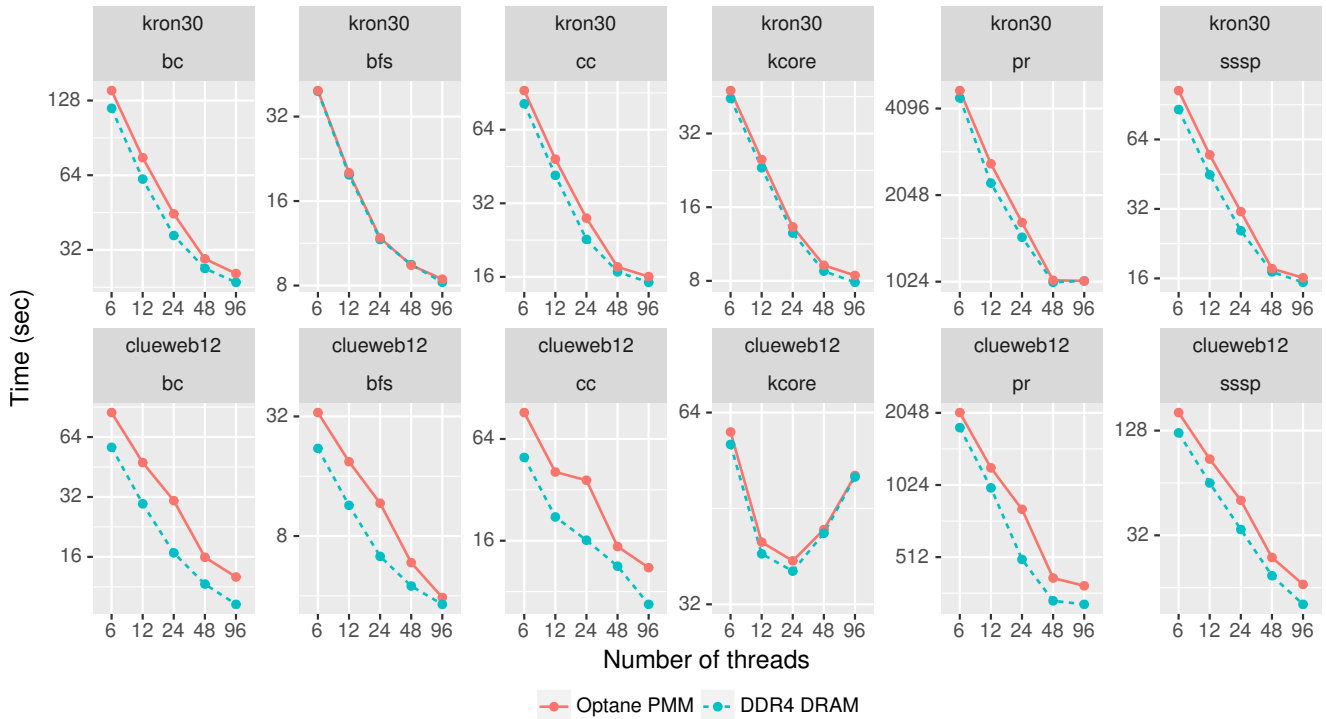 kron30 kron30 kron30 kron30 kron30 kron30
bc bfs cc kcore pr sssp
128 64 32
32 16 8
64 32 16
32 16 8
4096 2048 1024
64 32 16
6 12 24 48 96 6 12 24 48 96 6 12 24 48 96 6 12 24 48 96 6 12 24 48 96 6 12 24 48 96
Time (sec)
clueweb12 clueweb12 clueweb12 clueweb12 clueweb12 clueweb12
bc bfs cc kcore pr sssp
64 32 16
32 8
64 16
64 32
2048 1024 512
128 32
6 12 24 48 96 6 12 24 48 96 6 12 24 48 96 6 12 24 48 96 6 12 24 48 96 6 12 24 48 96
Number of threads
Optane PMM DDR4 DRAM